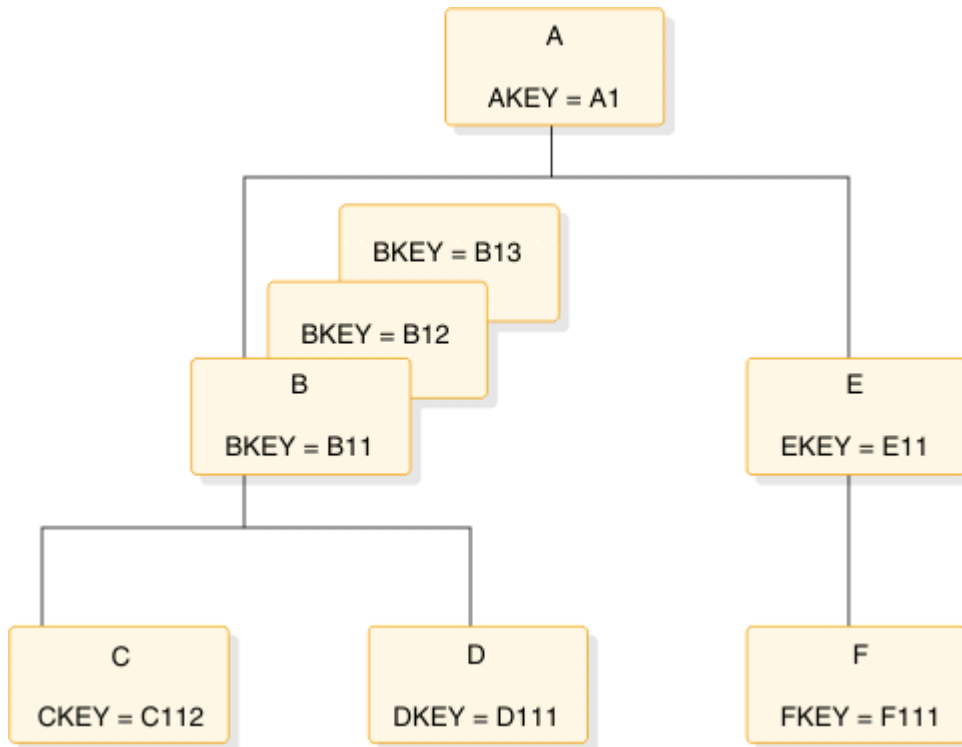 A
AKEY = A1
BKEY = B13
BKEY = B12
B
BKEY = B11
E
EKEY = E11
C
CKEY = C112
D
DKEY = D111
F
FKEY = F111